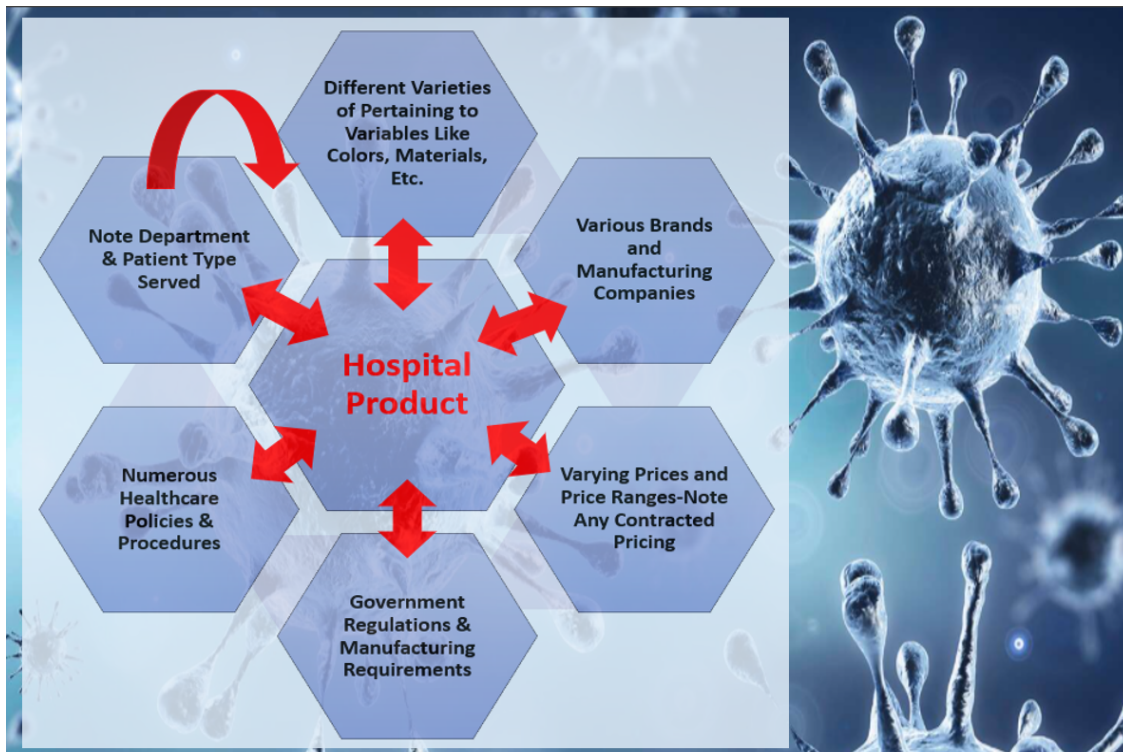 Different Varieties
of Pertaining to
Variables Like
Colors, Materials,
Etc.
Various Brands
and
Manufacturing
Companies
Note Department
& Patient Type
Served
Hospital
Product
Numerous
Healthcare
Policies &
Procedures
Varying Prices and
Price Ranges-Note
Any Contracted
Pricing
Government
Regulations &
Manufacturing
Requirements